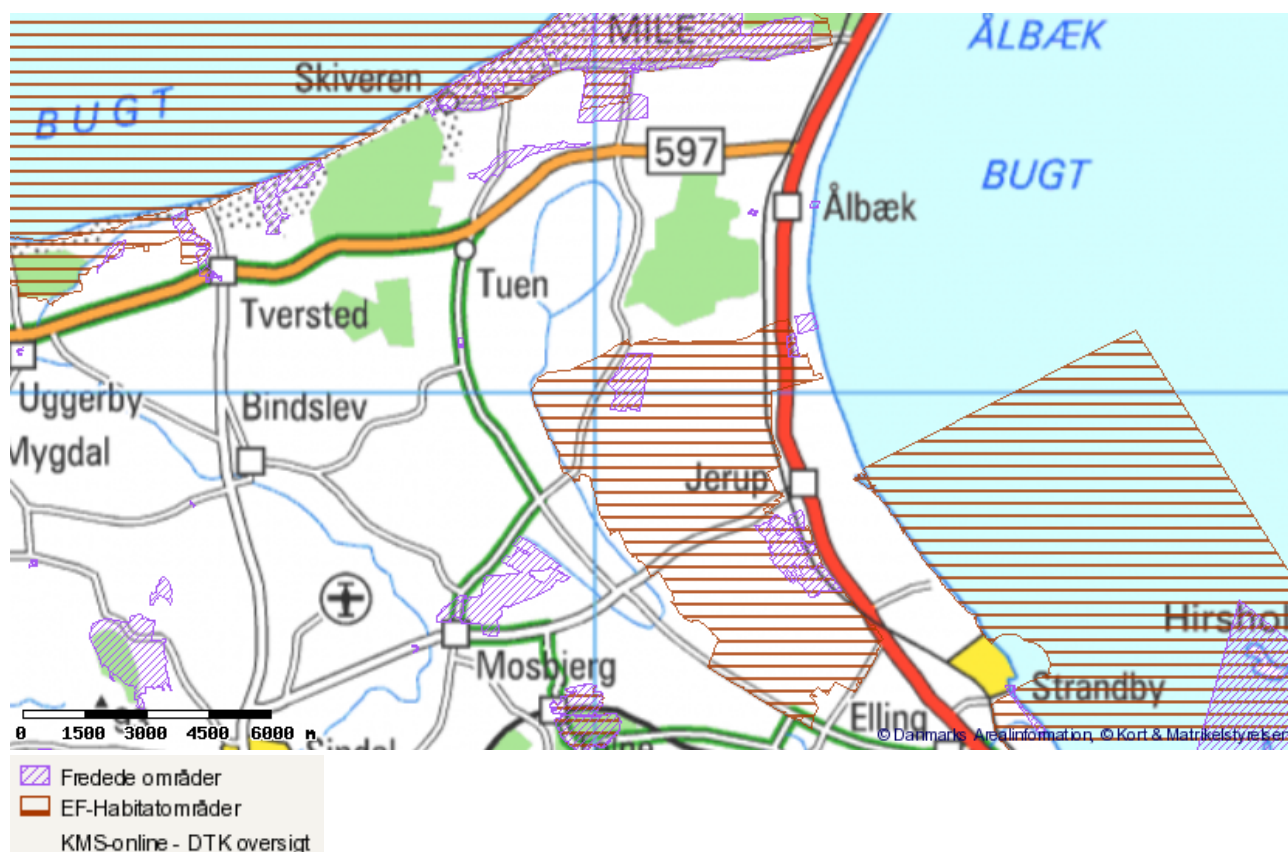 MILE
ÅLBÆK
Skiveren
BUGT
597
BUGT
Ålbæk
Tuen
Tversted
Uggerby
Bindslev
Mygdal
Jerup
Mosbjerg
Strandby
Elling
0 1500 3000 4500 6000 m
© Danmarks Arealinformation, © Kort & Matrikelstyrelsen
Fredede områder
EF-Habitatområder
KMS-online - DTK oversigt